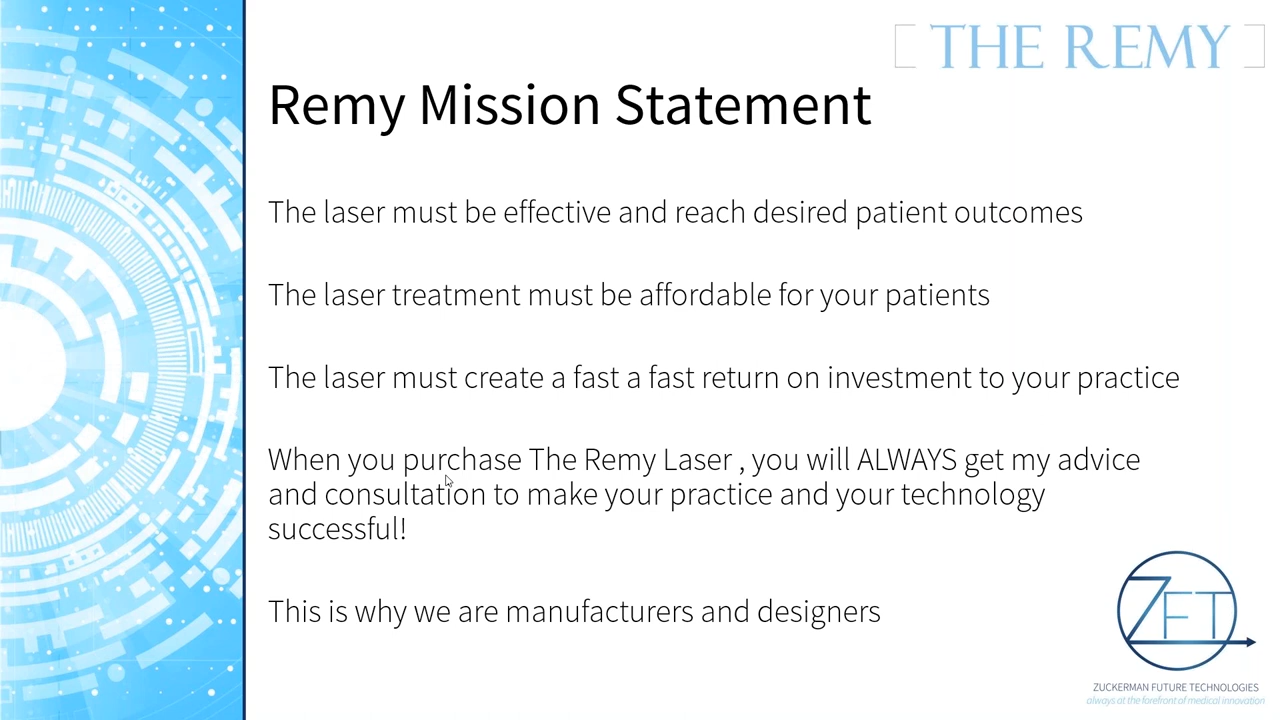 THE REMY
Remy Mission Statement
The laser must be effective and reach desired patient outcomes
The laser treatment must be affordable for your patients
The laser must create a fast a fast return on investment to your practice
When you purchase The Remy Laser , you will ALWAYS get my advice
and consultation to make your practice and your technology
successful!
This is why we are manufacturers and designers
ZFT
ZUCKERMAN FUTURE TECHNOLOGIES
always at the forefront of medical innovation